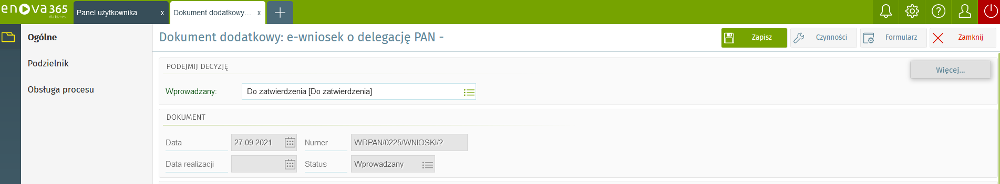 enova365
dla biznesu
Panel użytkownika x
Dokument dodatkowy... x
Ogólne
Podzielnik
Obsługa procesu
Dokument dodatkowy: e-wniosek o delegację PAN -
Zapisz
Czynności
Formularz
Zamknij
PODEJMIJ DECYZJĘ
Więcej...
Wprowadzany: Do zatwierdzenia [Do zatwierdzenia]
DOKUMENT
Data 27.09.2021 Numer WDPAN/0225/WNIOSKI/?
Data realizacji Status Wprowadzany